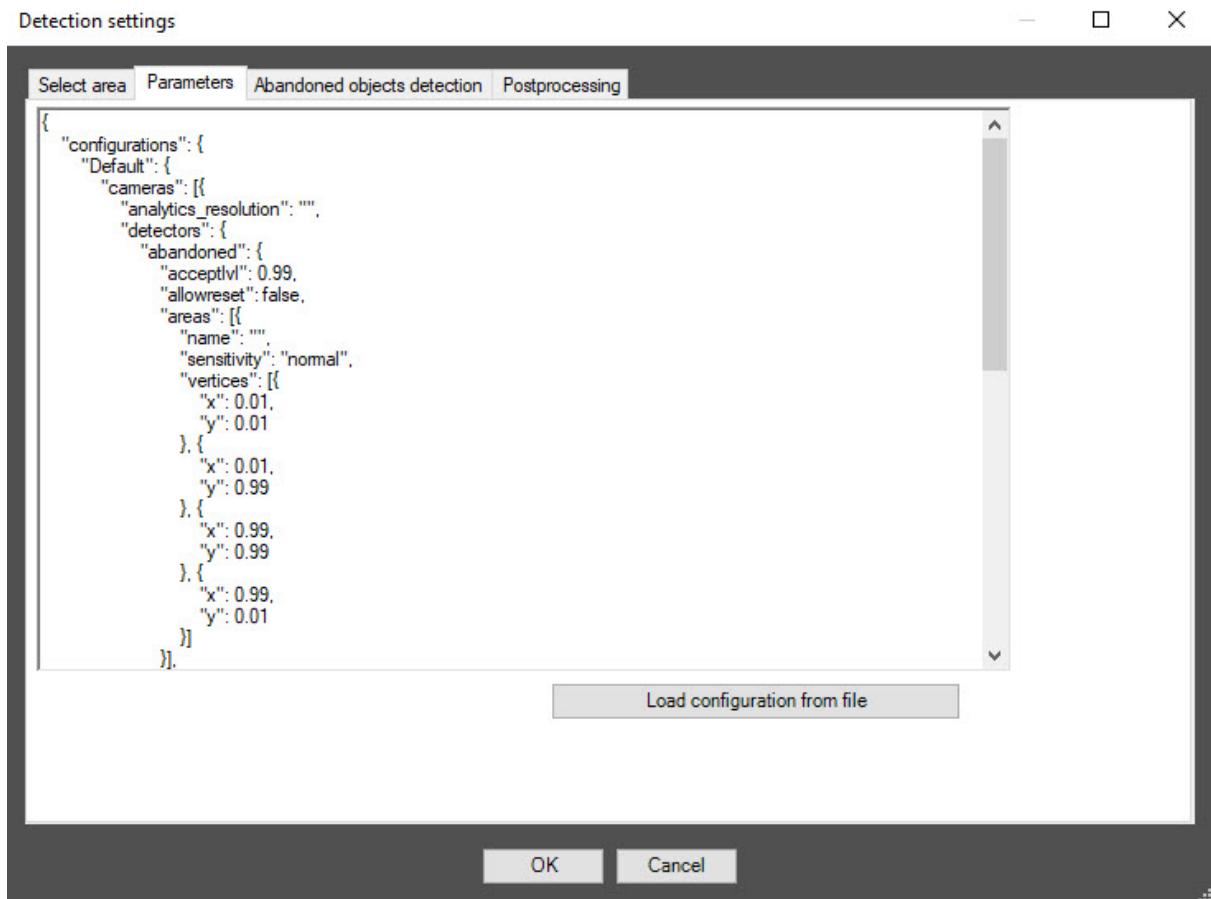 Detection settings
Select area Parameters Abandoned objects detection Postprocessing
{
"configurations": {
"Default": {
"cameras": [{
"analytics_resolution": "",
"detectors": {
"abandoned": {
"acceptlvl": 0.99,
"allowreset": false,
"areas": [{
"name": "",
"sensitivity": "normal",
"vertices": [{
"x": 0.01,
"y": 0.01
}, {
"x": 0.01,
"y": 0.99
}, {
"x": 0.99,
"y": 0.99
}, {
"x": 0.99,
"y": 0.01
}]
}],
Load configuration from file
OK Cancel